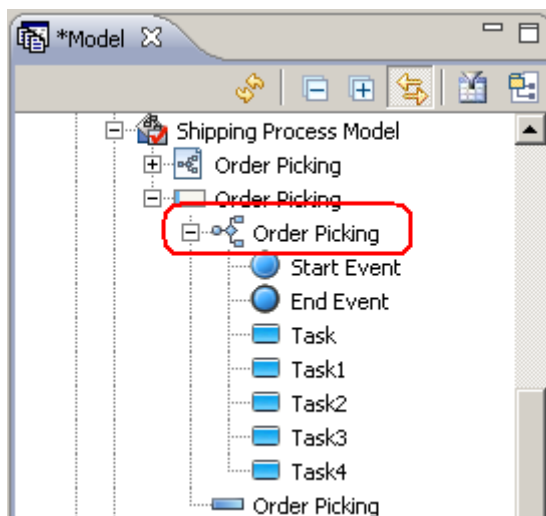 *Model
Shipping Process Model
Order Picking
Order Picking
Order Picking
Start Event
End Event
Task
Task1
Task2
Task3
Task4
Order Picking